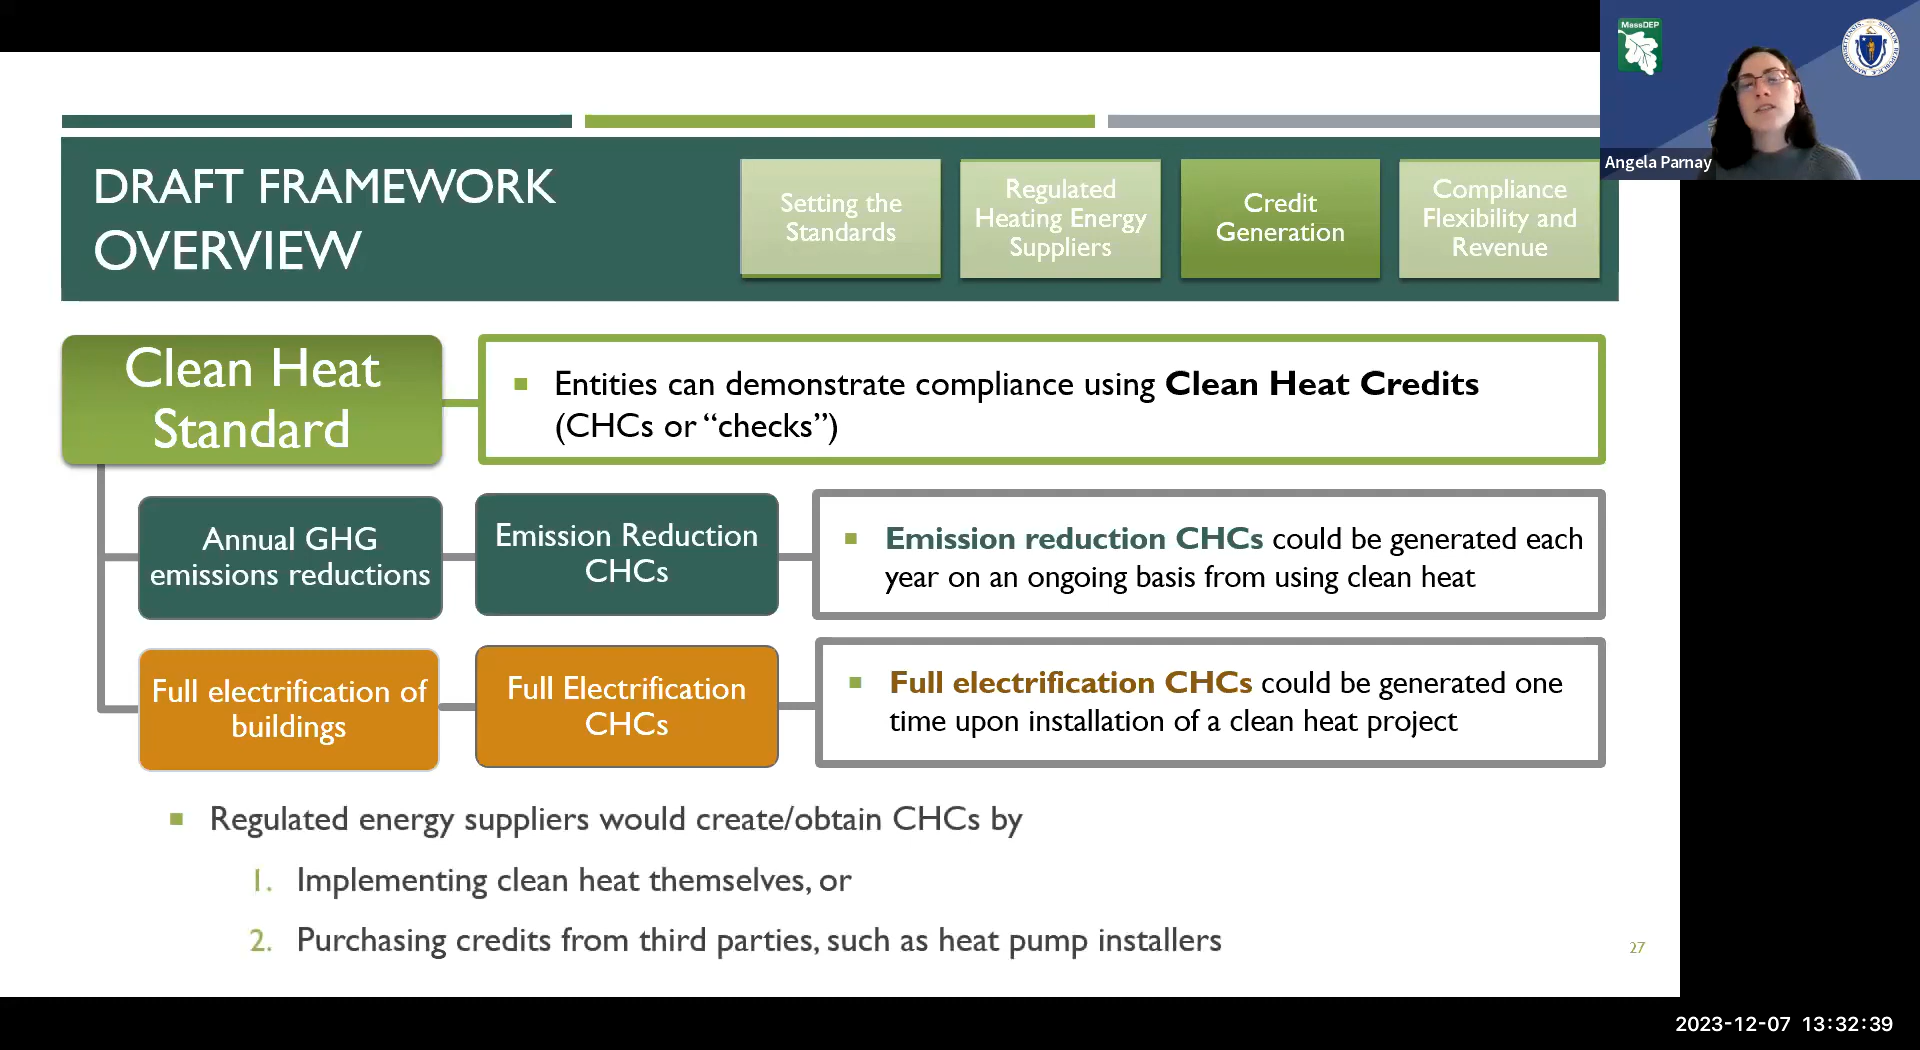 MassDEP
Angela Parnay
DRAFT FRAMEWORK
OVERVIEW
Setting the
Standards
Regulated
Heating Energy
Suppliers
Credit
Generation
Compliance
Flexibility and
Revenue
Clean Heat
Standard
▪ Entities can demonstrate compliance using Clean Heat Credits
(CHCs or “checks”)
Annual GHG
emissions reductions
Emission Reduction
CHCs
▪ Emission reduction CHCs could be generated each
year on an ongoing basis from using clean heat
Full electrification of
buildings
Full Electrification
CHCs
▪ Full electrification CHCs could be generated one
time upon installation of a clean heat project
▪ Regulated energy suppliers would create/obtain CHCs by
1. Implementing clean heat themselves, or
2. Purchasing credits from third parties, such as heat pump installers
27
2023-12-07 13:32:39